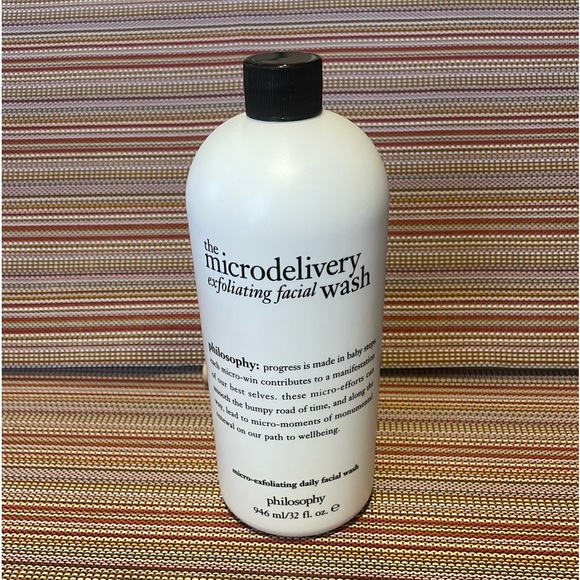 the
microdelivery
exfoliating facial wash
philosophy: progress is made in baby steps.
each micro-win contributes to a manifestation
of our best selves. these micro-efforts can
smooth the bumpy road of time, and along the
way, lead to micro-moments of monumental
renewal on our path to wellbeing.
micro-exfoliating daily facial wash
philosophy
946 ml/32 fl. oz. ℮